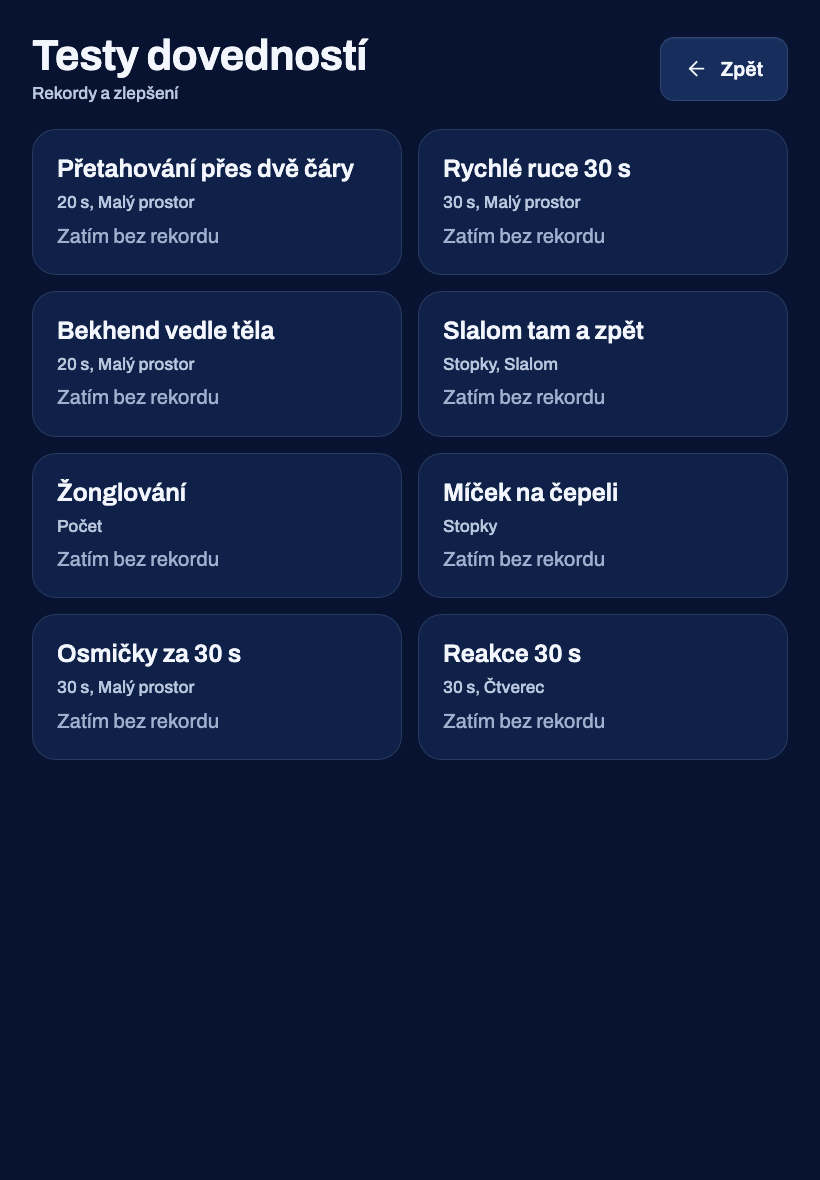 Testy dovedností
Rekordy a zlepšení
Zpět
Přetahování přes dvě čáry
20 s, Malý prostor
Zatím bez rekordu
Rychlé ruce 30 s
30 s, Malý prostor
Zatím bez rekordu
Bekhend vedle těla
20 s, Malý prostor
Zatím bez rekordu
Slalom tam a zpět
Stopky, Slalom
Zatím bez rekordu
Žonglování
Počet
Zatím bez rekordu
Míček na čepeli
Stopky
Zatím bez rekordu
Osmičky za 30 s
30 s, Malý prostor
Zatím bez rekordu
Reakce 30 s
30 s, Čtverec
Zatím bez rekordu